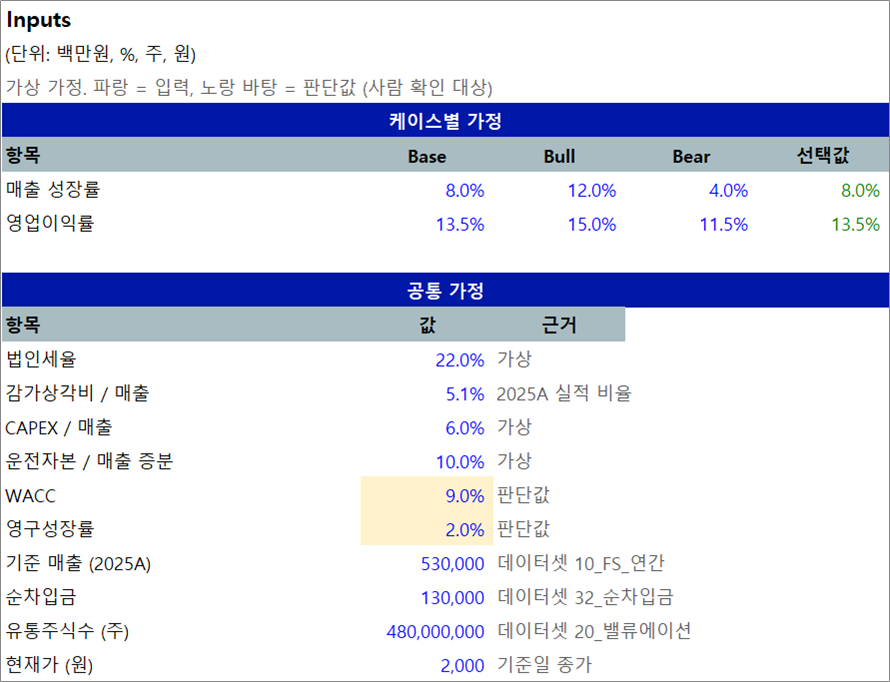 Inputs
(단위: 백만원, %, 주, 원)
가상 가정. 파랑 = 입력, 노랑 바탕 = 판단값 (사람 확인 대상)
케이스별 가정
항목 Base Bull Bear 선택값
매출 성장률 8.0% 12.0% 4.0% 8.0%
영업이익률 13.5% 15.0% 11.5% 13.5%
공통 가정
항목 값 근거
법인세율 22.0% 가상
감가상각비 / 매출 5.1% 2025A 실적 비율
CAPEX / 매출 6.0% 가상
운전자본 / 매출 증분 10.0% 가상
WACC 9.0% 판단값
영구성장률 2.0% 판단값
기준 매출 (2025A) 530,000 데이터셋 10_FS_연간
순차입금 130,000 데이터셋 32_순차입금
유통주식수 (주) 480,000,000 데이터셋 20_밸류에이션
현재가 (원) 2,000 기준일 종가